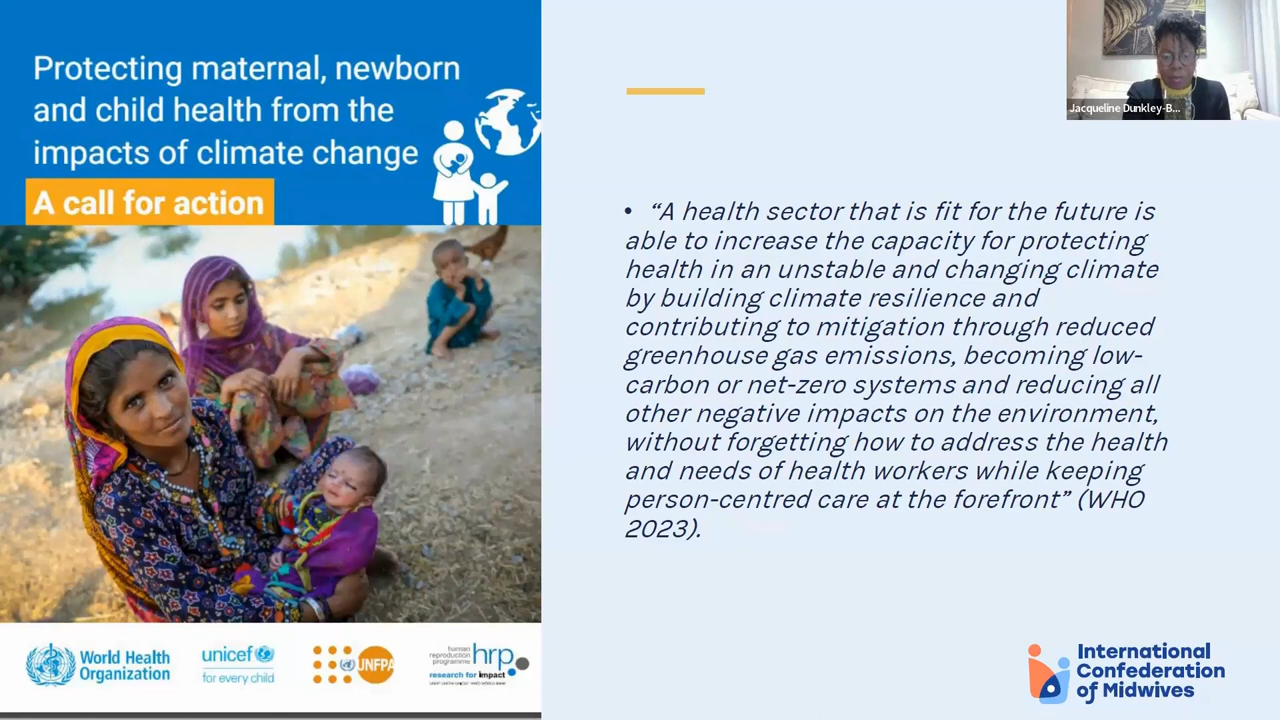 Protecting maternal, newborn
and child health from the
impacts of climate change
A call for action
World Health
Organization
unicef
for every child
UNFPA
human
reproduction
programme
hrp
research for impact
Jacqueline Dunkley-B...
• “A health sector that is fit for the future is
able to increase the capacity for protecting
health in an unstable and changing climate
by building climate resilience and
contributing to mitigation through reduced
greenhouse gas emissions, becoming low-
carbon or net-zero systems and reducing all
other negative impacts on the environment,
without forgetting how to address the health
and needs of health workers while keeping
person-centred care at the forefront” (WHO
2023).
International
Confederation
of Midwives